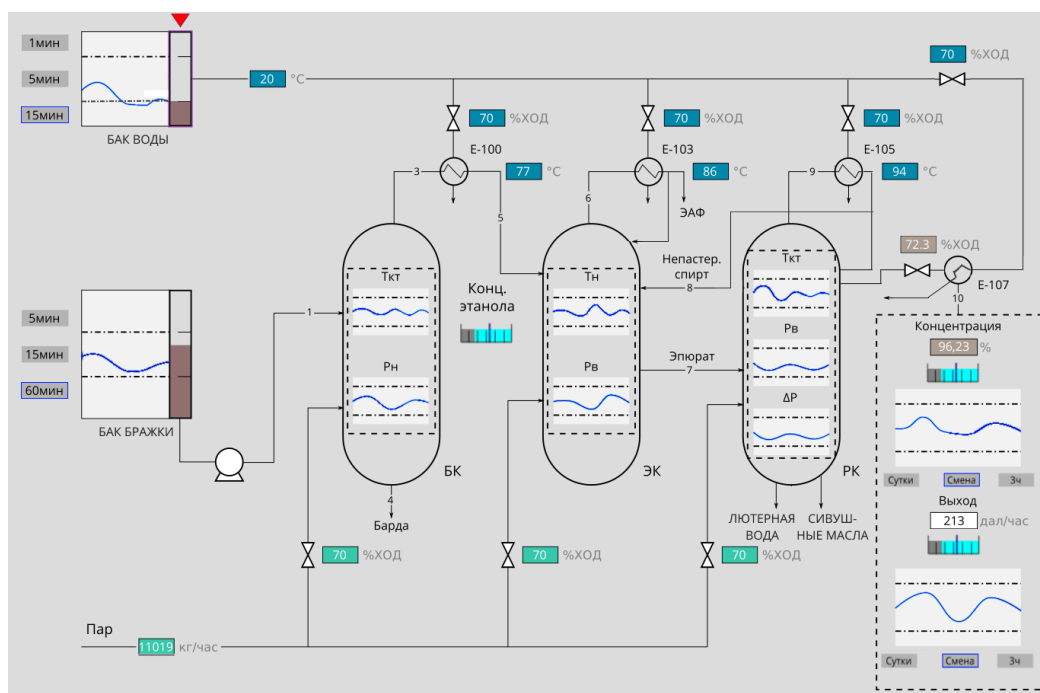 1мин
5мин
15мин
БАК ВОДЫ
20 °C
70 %ХОД
70 %ХОД
70 %ХОД
70 %ХОД
E-100
E-103
E-105
77 °C
86 °C
94 °C
3
5
6
9
ЭАФ
72.3 %ХОД
E-107
10
Непастер.
спирт
8
Ткт
Тн
Ткт
Конц.
этанола
1
Рн
Рв
Рв
ΔP
Эпюрат
7
5мин
15мин
60мин
БАК БРАЖКИ
БК
ЭК
РК
4
Барда
ЛЮТЕРНАЯ
ВОДА
СИВУШ-
НЫЕ МАСЛА
70 %ХОД
70 %ХОД
70 %ХОД
Пар
11019 кг/час
Концентрация
96,23 %
Сутки
Смена
3ч
Выход
213 дал/час
Сутки
Смена
3ч